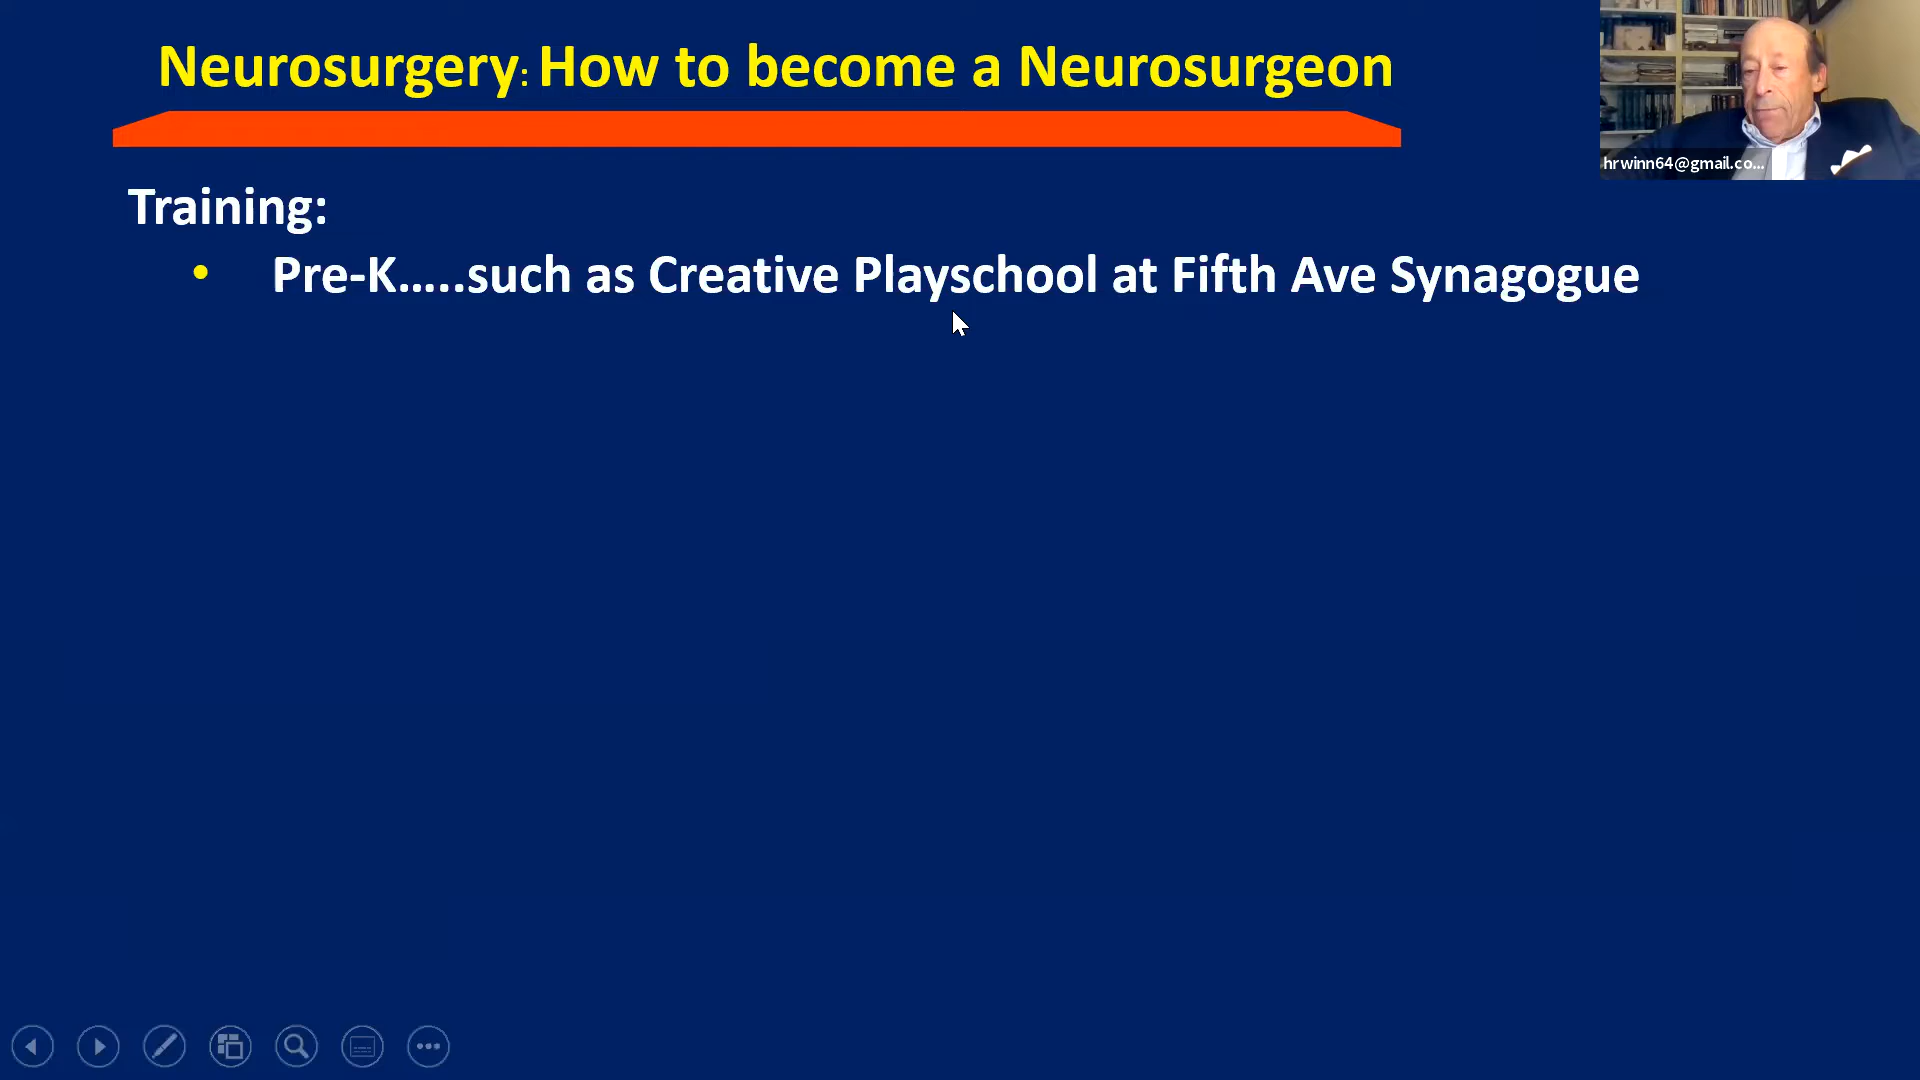 Neurosurgery: How to become a Neurosurgeon
hrwinn64@gmail.co...
Training:
• Pre-K.....such as Creative Playschool at Fifth Ave Synagogue